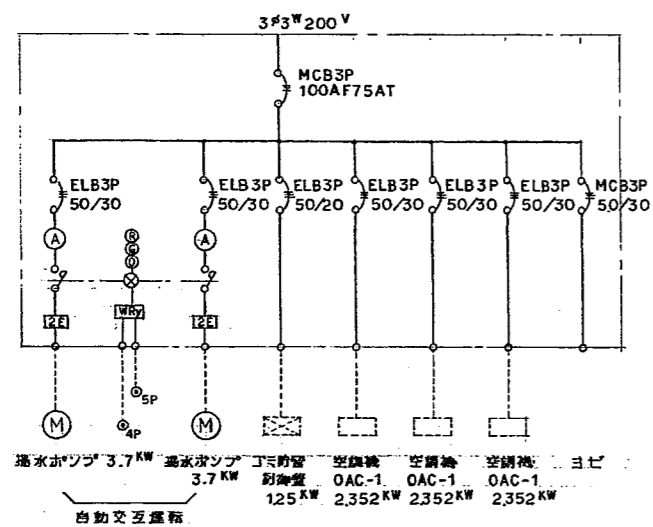 3ø3W 200V
MCB3P
100AF75AT
ELB3P
50/30
ELB3P
50/30
ELB3P
50/20
ELB3P
50/30
ELB3P
50/30
ELB3P
50/30
MCB3P
50/30
A
R
G
O
A
WRy
2E
2E
5P
4P
M
M
揚水ポンプ 3.7KW
揚水ポンプ
3.7KW
ゴミ貯留
制御盤
1.25KW
空調機
OAC-1
2.352KW
空調機
OAC-1
2.352KW
空調機
OAC-1
2.352KW
ヨビ
自動交互運転